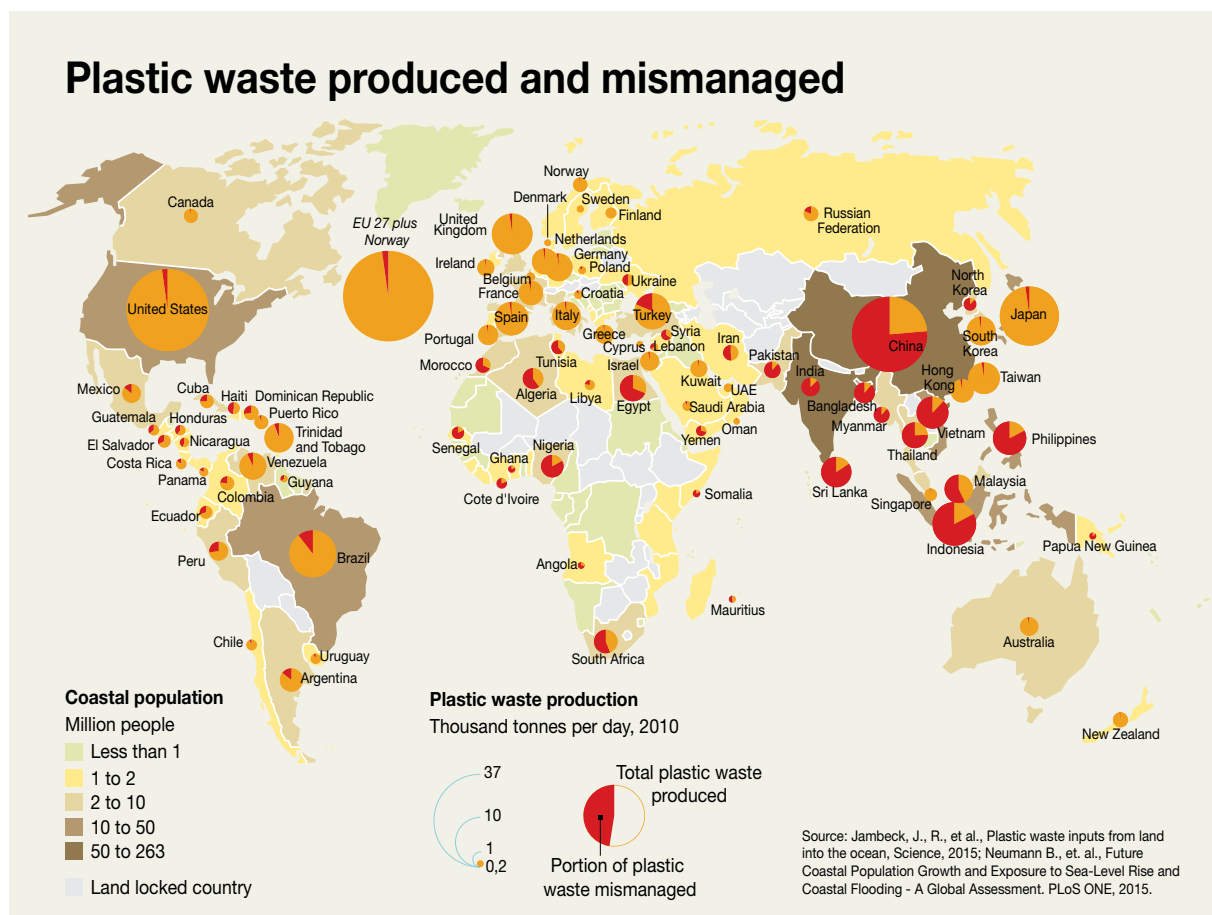 Plastic waste produced and mismanaged
Canada
United States
EU 27 plus
Norway
Norway
Denmark
Sweden
Finland
United
Kingdom
Netherlands
Germany
Ireland
Poland
Belgium
France
Ukraine
Croatia
Spain
Italy
Turkey
Portugal
Greece
Cyprus
Syria
Lebanon
Morocco
Tunisia
Israel
Iran
Algeria
Libya
Egypt
Kuwait
UAE
Saudi Arabia
Oman
Yemen
Russian
Federation
North
Korea
Japan
South
Korea
China
Pakistan
India
Hong
Kong
Taiwan
Bangladesh
Myanmar
Vietnam
Philippines
Thailand
Sri Lanka
Singapore
Malaysia
Indonesia
Papua New Guinea
Mexico
Cuba
Haiti
Dominican Republic
Puerto Rico
Guatemala
Honduras
Trinidad
and Tobago
El Salvador
Nicaragua
Costa Rica
Venezuela
Panama
Guyana
Colombia
Ecuador
Peru
Brazil
Senegal
Ghana
Nigeria
Cote d'Ivoire
Somalia
Angola
Mauritius
South Africa
Chile
Uruguay
Argentina
Australia
New Zealand
Coastal population
Million people
Less than 1
1 to 2
2 to 10
10 to 50
50 to 263
Land locked country
Plastic waste production
Thousand tonnes per day, 2010
37
10
1
0,2
Total plastic waste
produced
Portion of plastic
waste mismanaged
Source: Jambeck, J., R., et al., Plastic waste inputs from land
into the ocean, Science, 2015; Neumann B., et. al., Future
Coastal Population Growth and Exposure to Sea-Level Rise and
Coastal Flooding - A Global Assessment. PLoS ONE, 2015.